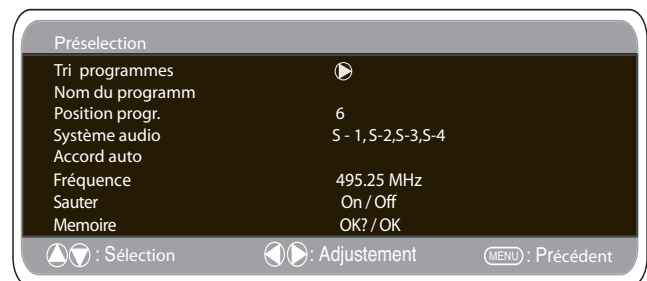 Préselection
Tri programmes
Nom du programm
Position progr. 6
Système audio S - 1, S-2,S-3,S-4
Accord auto
Fréquence 495.25 MHz
Sauter On / Off
Memoire OK? / OK
: Sélection : Adjustement MENU : Précédent